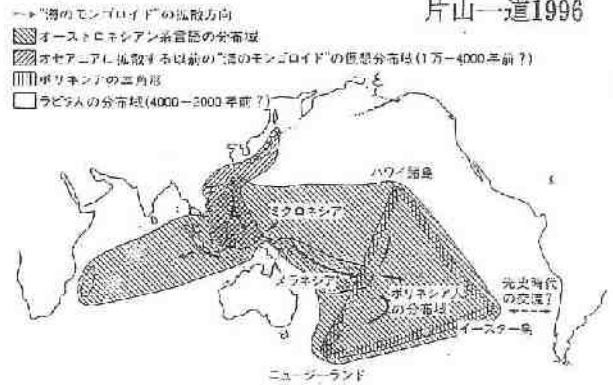 片山一道1996
--→ "海のモンゴロイド"の拡散方向
オーストロネシアン系言語の分布域
オセアニアに拡散する以前の"海のモンゴロイド"の仮想分布域(1万−4000年前?)
ポリネシアの三角形
ラピタ人の分布域(4000−2000年前?)
ハワイ諸島
ミクロネシア
メラネシア
ポリネシア人
の分布域
先史時代
の交流?
イースター島
ニュージーランド